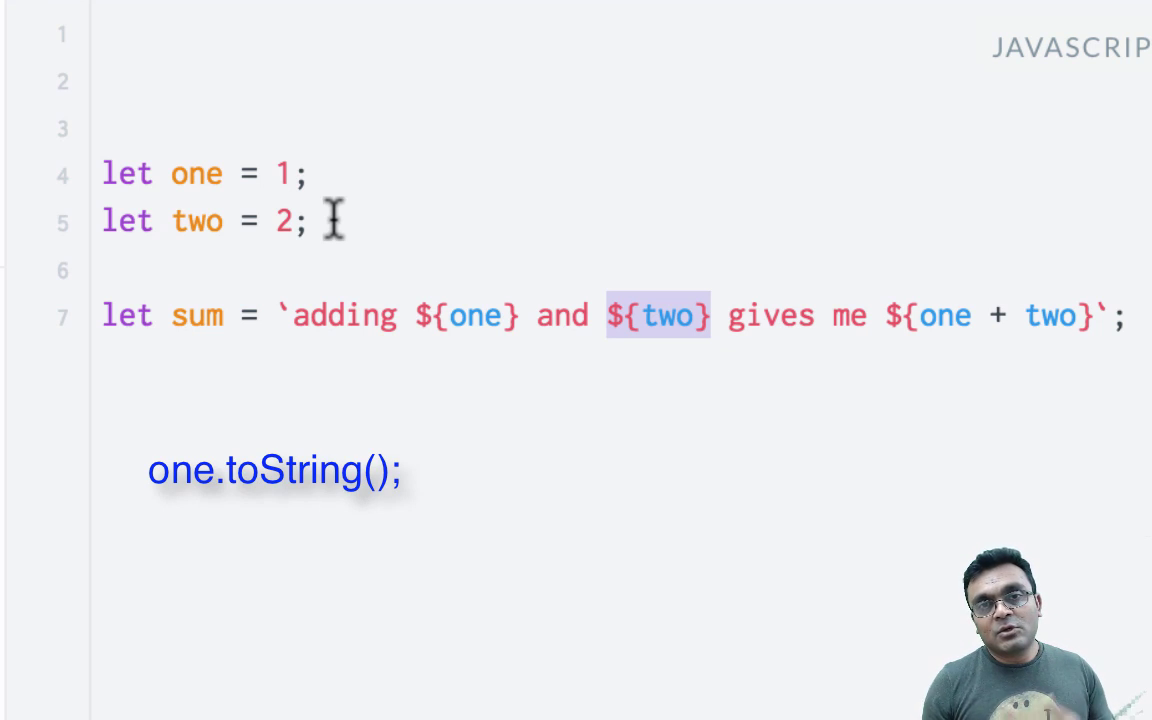 1
JAVASCRIP
2
3
4 let one = 1;
5 let two = 2;
6
7 let sum = `adding ${one} and ${two} gives me ${one + two}`;
one.toString();